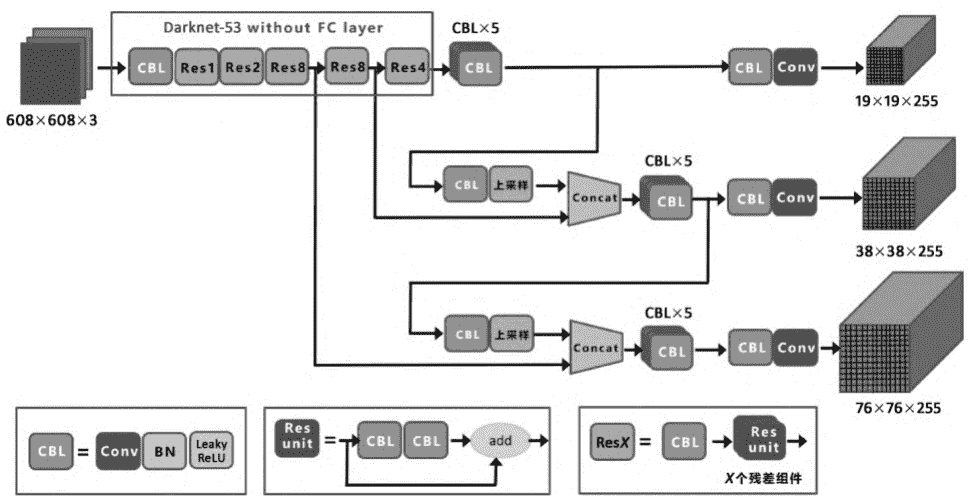 Darknet-53 without FC layer
CBL×5
CBL Res1 Res2 Res8 Res8 Res4 CBL CBL Conv
608×608×3
19×19×255
CBL×5
CBL 上采样 Concat CBL CBL Conv
38×38×255
CBL×5
CBL 上采样 Concat CBL CBL Conv
76×76×255
CBL = Conv BN Leaky ReLU
Res unit = CBL CBL add
ResX = CBL Res unit
X个残差组件